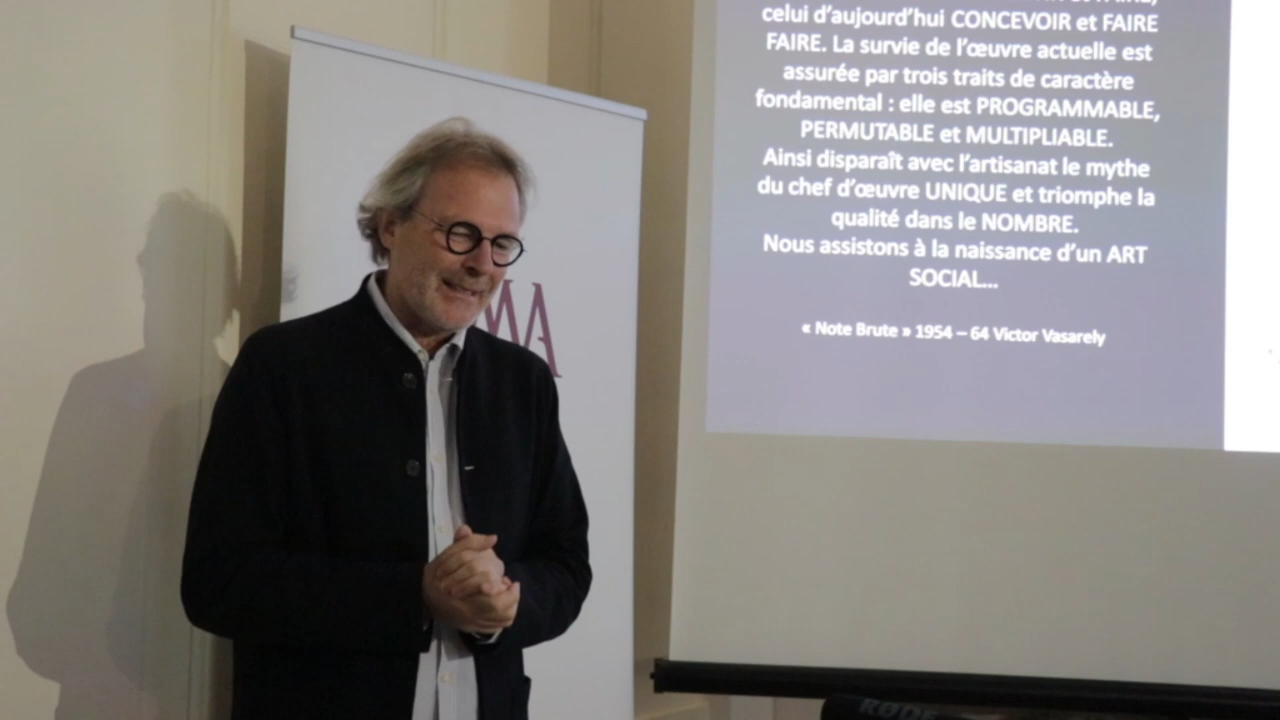 et FAIRE,
celui d'aujourd'hui CONCEVOIR et FAIRE
FAIRE. La survie de l'œuvre actuelle est
assurée par trois traits de caractère
fondamental : elle est PROGRAMMABLE,
PERMUTABLE et MULTIPLIABLE.
Ainsi disparaît avec l'artisanat le mythe
du chef d'œuvre UNIQUE et triomphe la
qualité dans le NOMBRE.
Nous assistons à la naissance d'un ART
SOCIAL...
« Note Brute » 1954 – 64 Victor Vasarely
MA
RØDE